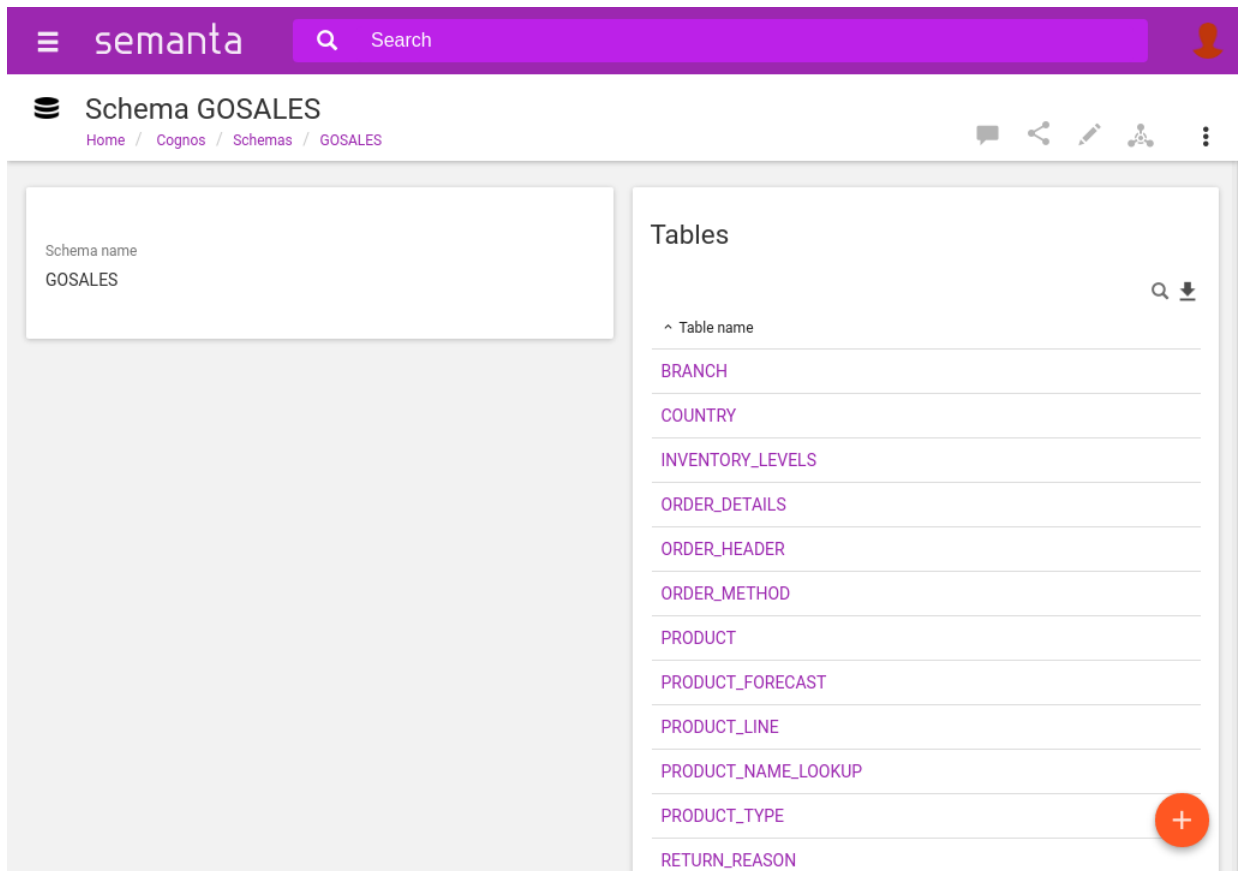 semanta
Search
Schema GOSALES
Home / Cognos / Schemas / GOSALES
Schema name
GOSALES
Tables
Table name
BRANCH
COUNTRY
INVENTORY_LEVELS
ORDER_DETAILS
ORDER_HEADER
ORDER_METHOD
PRODUCT
PRODUCT_FORECAST
PRODUCT_LINE
PRODUCT_NAME_LOOKUP
PRODUCT_TYPE
RETURN_REASON